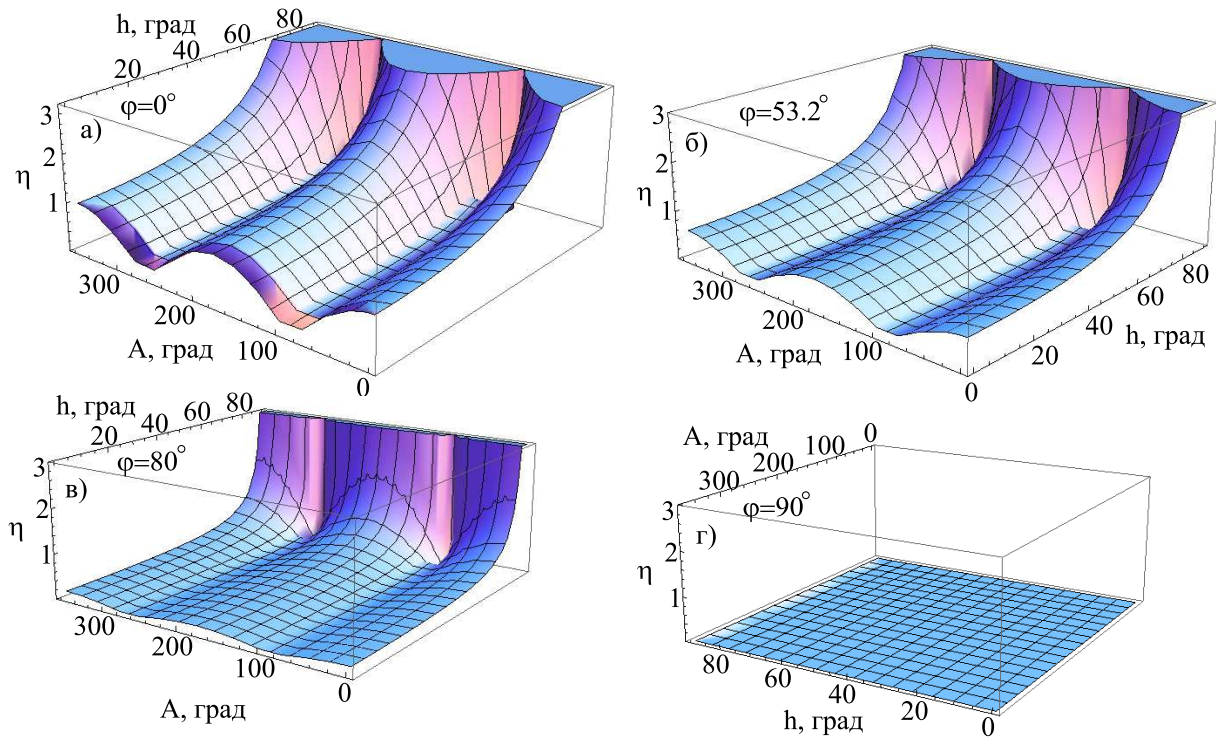 h, град
20 40 60 80
φ=0°
а)
3
2
1
η
300
200
100
0
А, град
φ=53.2°
б)
3
2
1
η
300
200
100
0
А, град
20
40
60
80
h, град
h, град
20 40 60 80
φ=80°
в)
3
2
1
η
300
200
100
0
А, град
А, град
300 200 100 0
φ=90°
г)
3
2
1
η
80
60
40
20
0
h, град